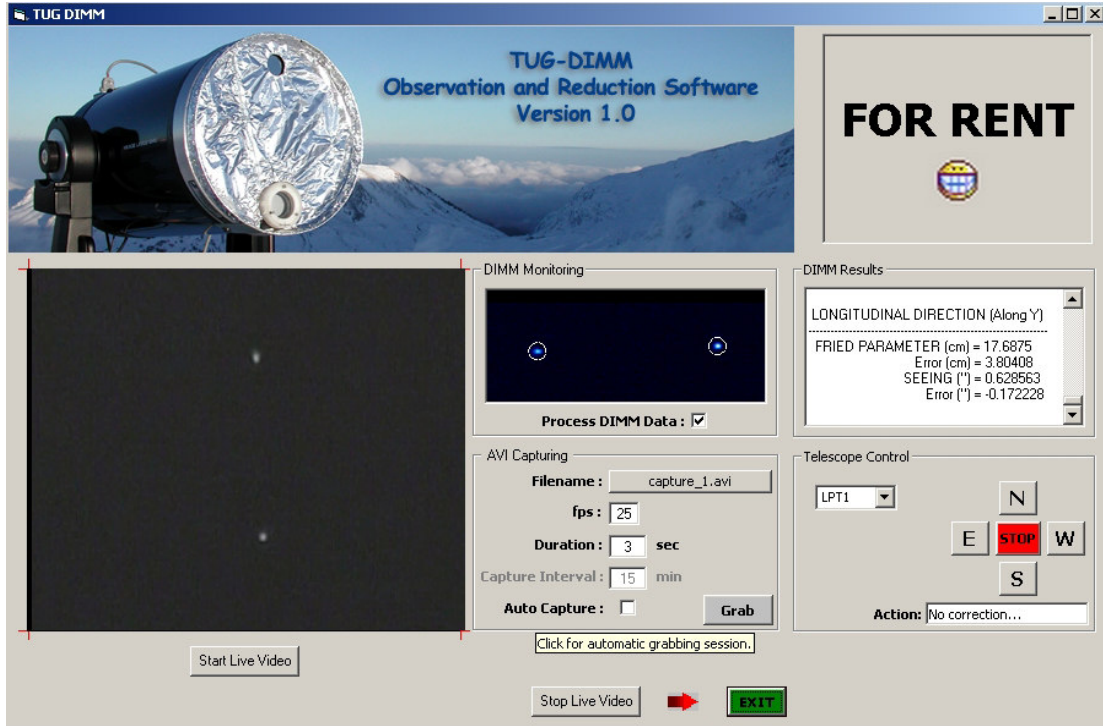 TUG DIMM
TUG-DIMM
Observation and Reduction Software
Version 1.0
FOR RENT
DIMM Monitoring
Process DIMM Data :
DIMM Results
LONGITUDINAL DIRECTION (Along Y)
FRIED PARAMETER (cm) = 17.6875
Error (cm) = 3.80408
SEEING ('') = 0.628563
Error ('') = -0.172228
AVI Capturing
Filename : capture_1.avi
fps : 25
Duration : 3 sec
Capture Interval : 15 min
Auto Capture :
Grab
Click for automatic grabbing session.
Telescope Control
LPT1
N
E STOP W
S
Action: No correction...
Start Live Video
Stop Live Video
EXIT